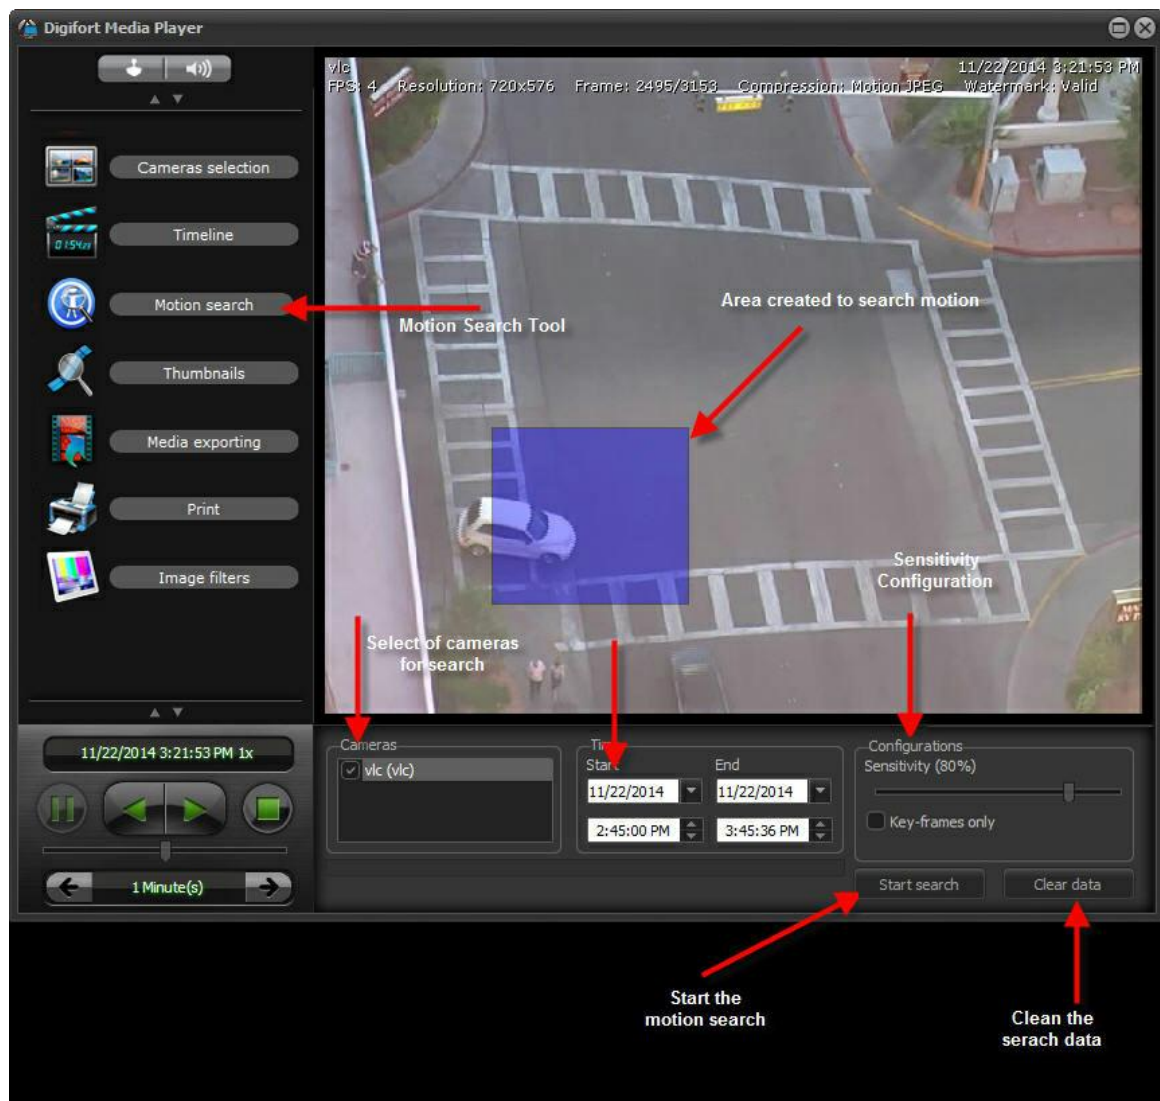 Digifort Media Player
vlc
11/22/2014 3:21:53 PM
FPS: 4 Resolution: 720x576 Frame: 2495/3153 Compression: Motion JPEG Watermark: Valid
Cameras selection
Timeline
Motion search
Thumbnails
Media exporting
Print
Image filters
Motion Search Tool
Area created to search motion
Sensitivity
Configuration
Select of cameras
for search
11/22/2014 3:21:53 PM 1x
1 Minute(s)
Cameras
vlc (vlc)
Start
End
11/22/2014
11/22/2014
2:45:00 PM
3:45:36 PM
Configurations
Sensitivity (80%)
Key-frames only
Start search
Clear data
Start the
motion search
Clean the
serach data